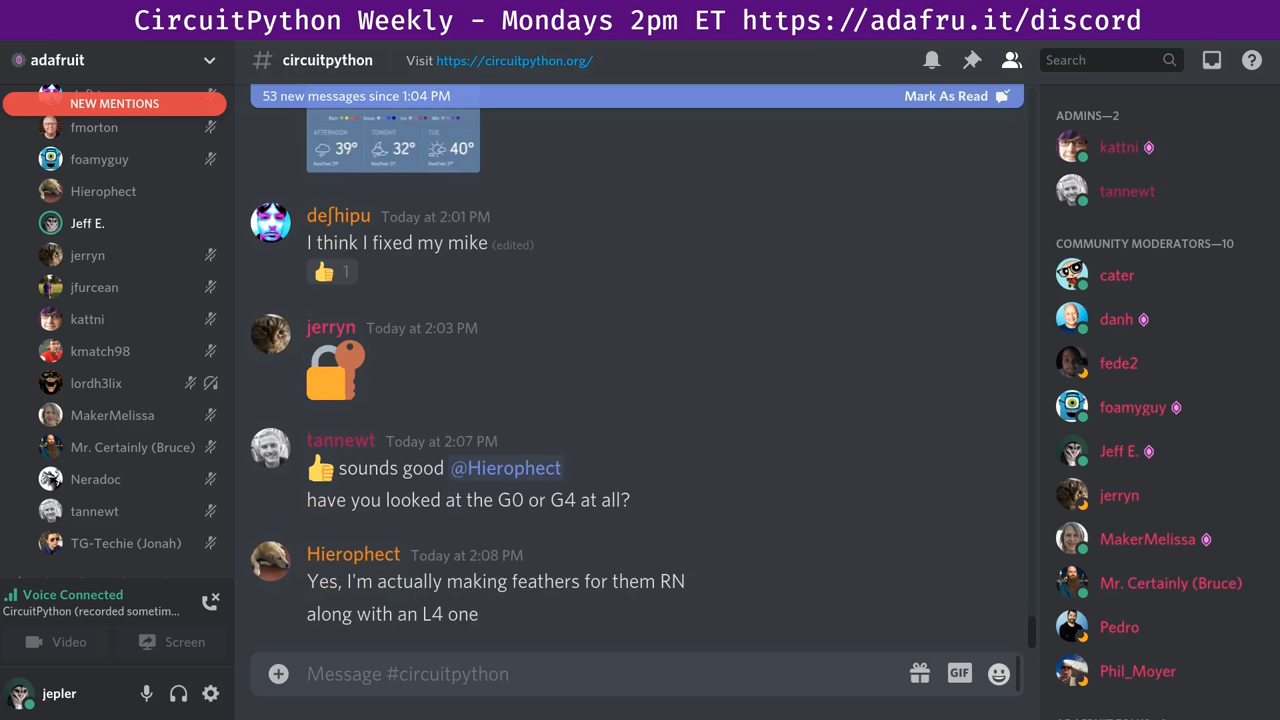 CircuitPython Weekly - Mondays 2pm ET https://adafru.it/discord
adafruit
NEW MENTIONS
fmorton
foamyguy
Hierophect
Jeff E.
jerryn
jfurcean
kattni
kmatch98
lordh3lix
MakerMelissa
Mr. Certainly (Bruce)
Neradoc
tannewt
TG-Techie (Jonah)
Voice Connected
CircuitPython (recorded sometim...
Video
Screen
jepler
# circuitpython
Visit https://circuitpython.org/
53 new messages since 1:04 PM
Mark As Read
AFTERNOON TONIGHT TUE
39° 32° 40°
deʃhipu Today at 2:01 PM
I think I fixed my mike (edited)
👍 1
jerryn Today at 2:03 PM
🔐
tannewt Today at 2:07 PM
👍 sounds good @Hierophect
have you looked at the G0 or G4 at all?
Hierophect Today at 2:08 PM
Yes, I'm actually making feathers for them RN
along with an L4 one
Message #circuitpython
GIF
Search
ADMINS—2
kattni
tannewt
COMMUNITY MODERATORS—10
cater
danh
fede2
foamyguy
Jeff E.
jerryn
MakerMelissa
Mr. Certainly (Bruce)
Pedro
Phil_Moyer